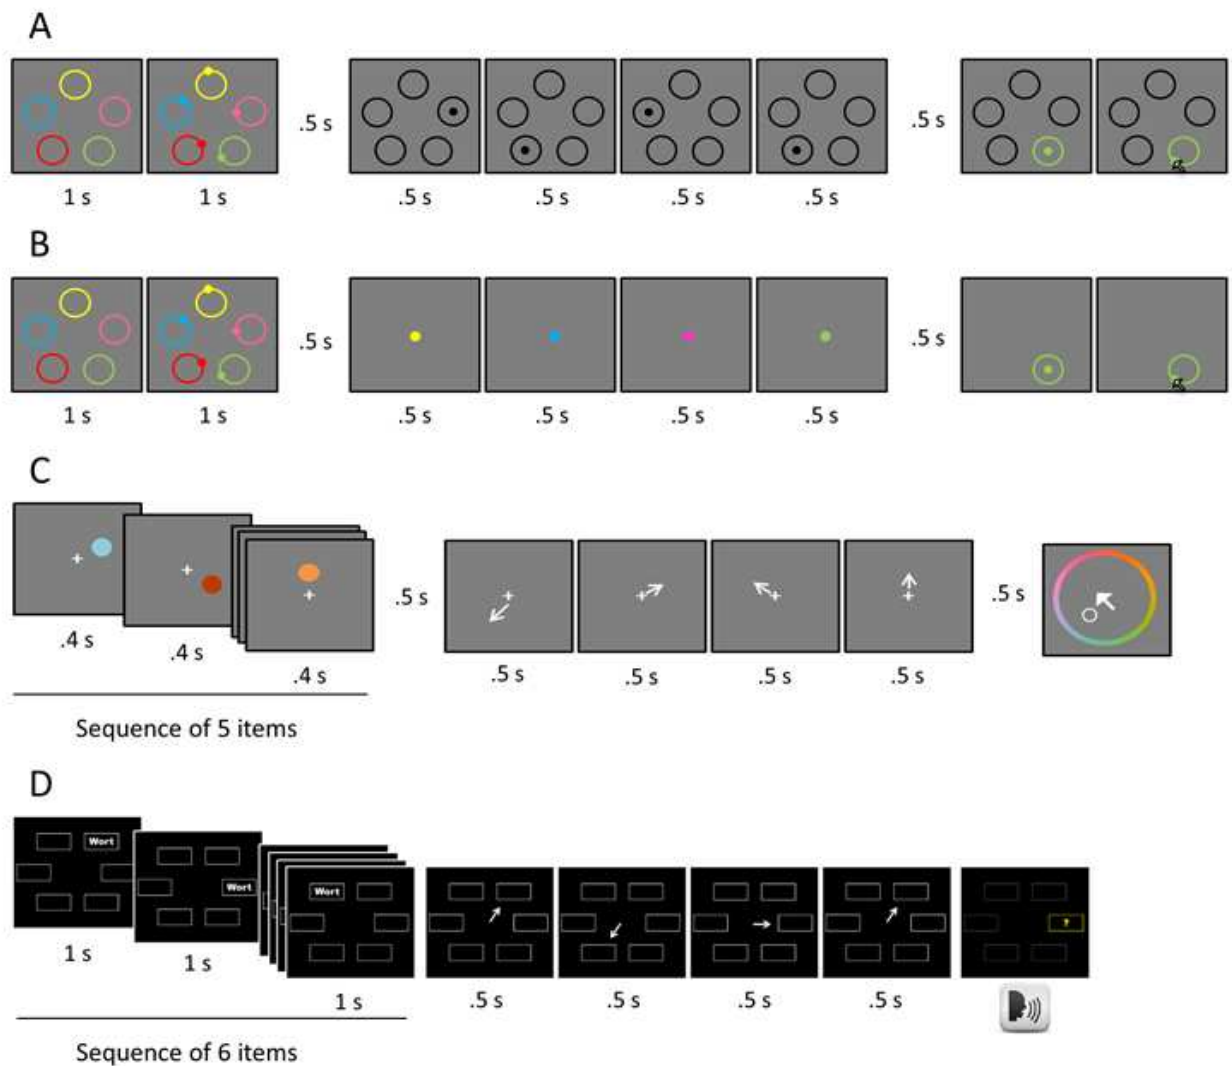 A
.5 s
.5 s
1 s 1 s .5 s .5 s .5 s .5 s
B
.5 s
.5 s
1 s 1 s .5 s .5 s .5 s .5 s
C
.5 s
.5 s
.4 s
.4 s
.4 s
.5 s .5 s .5 s .5 s
Sequence of 5 items
D
Wort
Wort
Wort
?
1 s
1 s
1 s .5 s .5 s .5 s .5 s
Sequence of 6 items